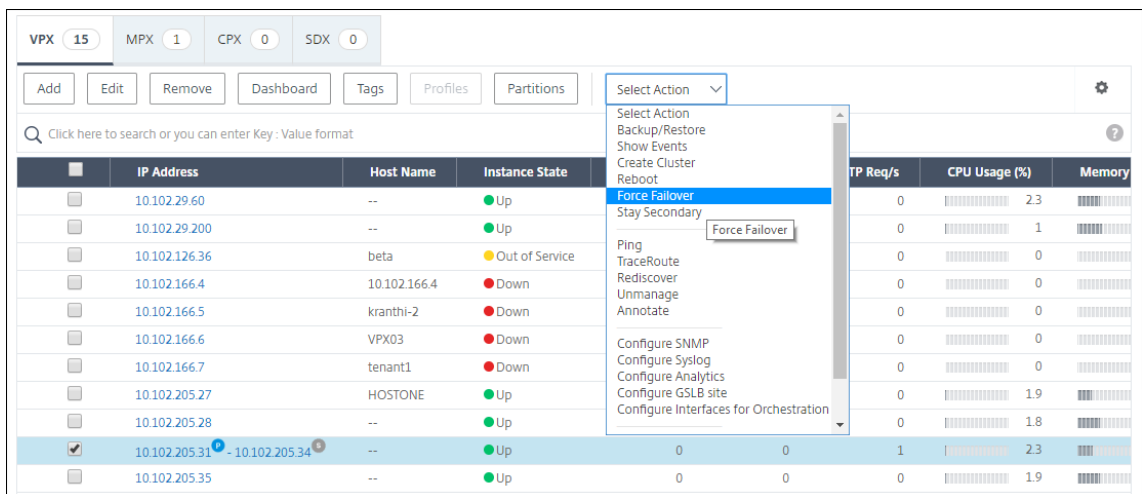 VPX 15 MPX 1 CPX 0 SDX 0
Add Edit Remove Dashboard Tags Profiles Partitions Select Action
Click here to search or you can enter Key : Value format
IP Address Host Name Instance State TP Req/s CPU Usage (%) Memory
Select Action
Backup/Restore
Show Events
Create Cluster
Reboot
Force Failover
Stay Secondary
Force Failover
Ping
TraceRoute
Rediscover
Unmanage
Annotate
Configure SNMP
Configure Syslog
Configure Analytics
Configure GSLB site
Configure Interfaces for Orchestration
10.102.29.60 -- Up 0 2.3
10.102.29.200 -- Up 0 1
10.102.126.36 beta Out of Service 0 0
10.102.166.4 10.102.166.4 Down 0 0
10.102.166.5 kranthi-2 Down 0 0
10.102.166.6 VPX03 Down 0 0
10.102.166.7 tenant1 Down 0 0
10.102.205.27 HOSTONE Up 0 1.9
10.102.205.28 -- Up 0 1.8
10.102.205.31 P - 10.102.205.34 S -- Up 0 0 1 2.3
10.102.205.35 -- Up 0 0 0 1.9